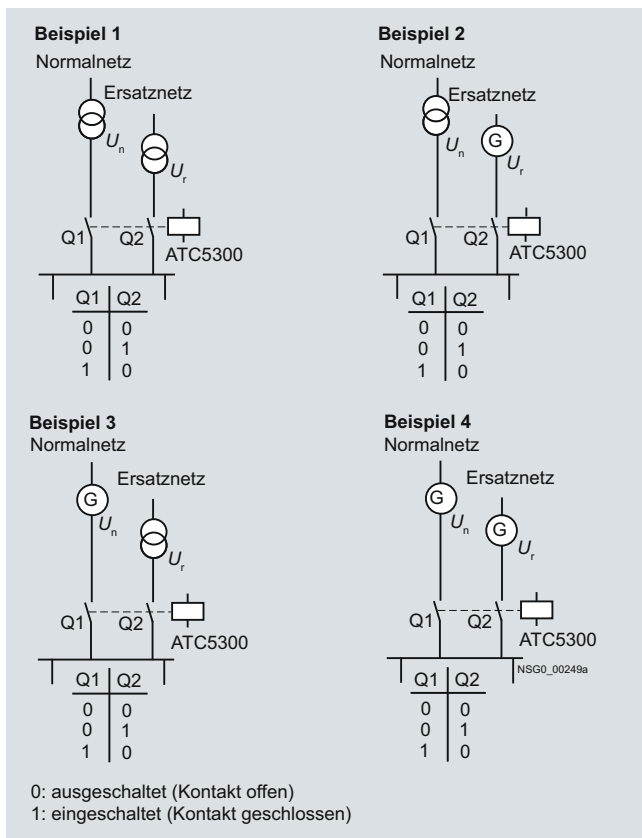 Beispiel 1
Normalnetz
Ersatznetz
Un
Ur
Q1
Q2
ATC5300
Q1 Q2
0 0
0 1
1 0
Beispiel 2
Normalnetz
Ersatznetz
Un
G
Ur
Q1
Q2
ATC5300
Q1 Q2
0 0
0 1
1 0
Beispiel 3
Normalnetz
Ersatznetz
G
Un
Ur
Q1
Q2
ATC5300
Q1 Q2
0 0
0 1
1 0
Beispiel 4
Normalnetz
Ersatznetz
G
Un
G
Ur
Q1
Q2
ATC5300
NSG0_00249a
Q1 Q2
0 0
0 1
1 0
0: ausgeschaltet (Kontakt offen)
1: eingeschaltet (Kontakt geschlossen)